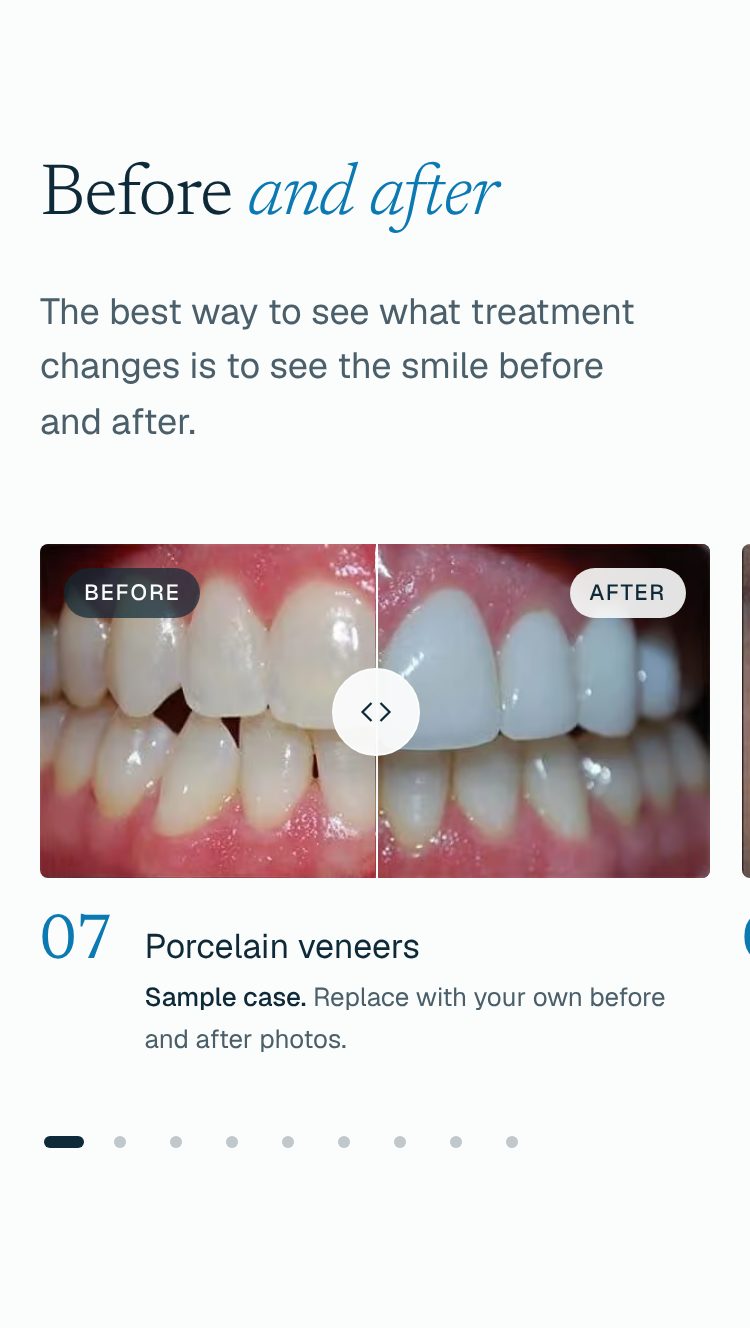 Before and after
The best way to see what treatment
changes is to see the smile before
and after.
BEFORE
AFTER
07
Porcelain veneers
Sample case. Replace with your own before
and after photos.